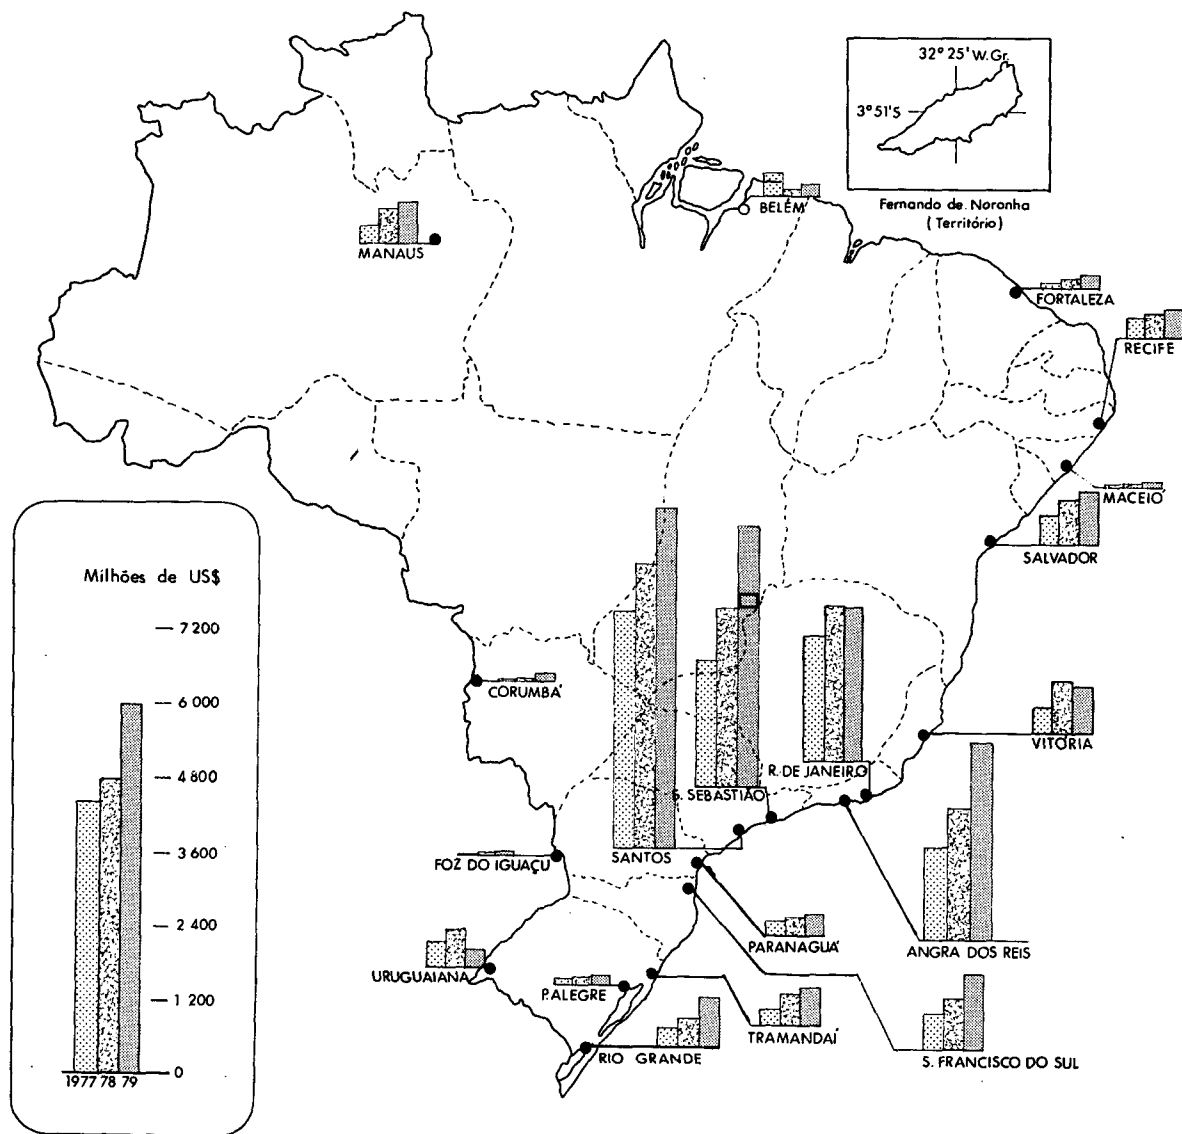 32° 25' W.Gr.
3° 51' S
Fernando de Noronha
( Território)
BELÉM
MANAUS
FORTALEZA
RECIFE
MACEIÓ
SALVADOR
Milhões de US$
7 200
6 000
4 800
3 600
2 400
1 200
0
1977 78 79
CORUMBÁ
VITÓRIA
R. DE JANEIRO
S. SEBASTIÃO
SANTOS
FOZ DO IGUAÇU
PARANAGUÁ
ANGRA DOS REIS
URUGUAIANA
P.ALEGRE
TRAMANDAÍ
RIO GRANDE
S. FRANCISCO DO SUL